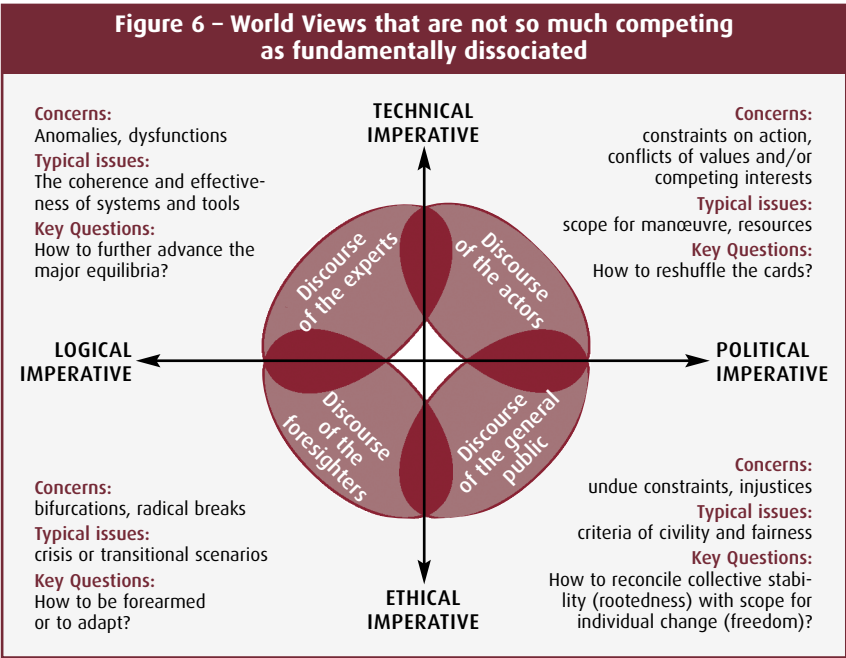 Figure 6 – World Views that are not so much competing
as fundamentally dissociated
Concerns:
Anomalies, dysfunctions
Typical issues:
The coherence and effective-
ness of systems and tools
Key Questions:
How to further advance the
major equilibria?
TECHNICAL
IMPERATIVE
Concerns:
constraints on action,
conflicts of values and/or
competing interests
Typical issues:
scope for manœuvre, resources
Key Questions:
How to reshuffle the cards?
Discourse
of the experts
Discourse
of the actors
LOGICAL
IMPERATIVE
POLITICAL
IMPERATIVE
Discourse
of the
foresighters
Discourse
of the general
public
Concerns:
bifurcations, radical breaks
Typical issues:
crisis or transitional scenarios
Key Questions:
How to be forearmed
or to adapt?
ETHICAL
IMPERATIVE
Concerns:
undue constraints, injustices
Typical issues:
criteria of civility and fairness
Key Questions:
How to reconcile collective stabi-
lity (rootedness) with scope for
individual change (freedom)?